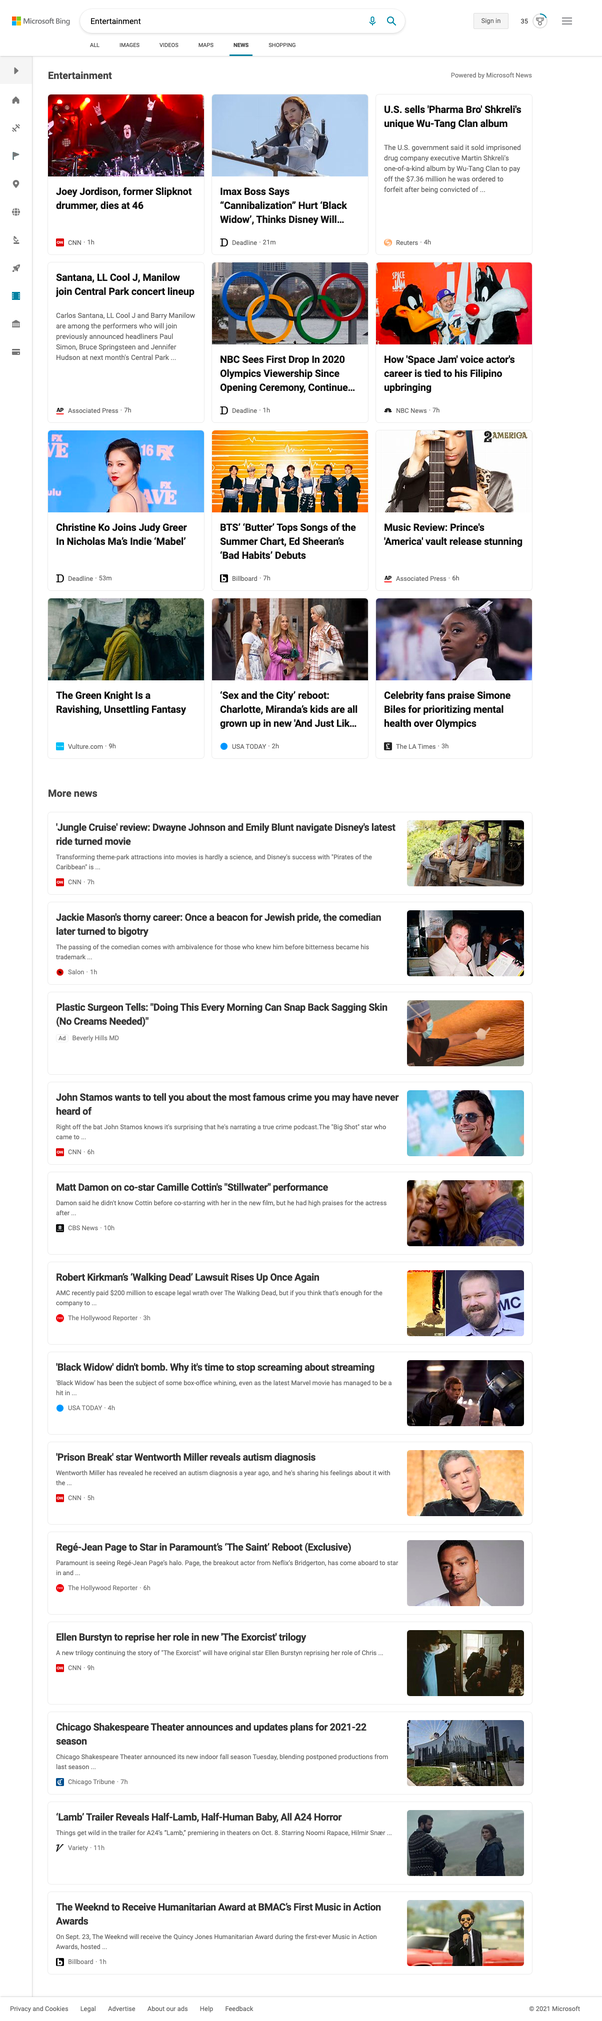 Microsoft Bing
Entertainment
Sign in
35
ALL
IMAGES
VIDEOS
MAPS
NEWS
SHOPPING
Entertainment
Powered by Microsoft News
Joey Jordison, former Slipknot
drummer, dies at 46
CNN · 1h
Imax Boss Says
“Cannibalization” Hurt ‘Black
Widow’, Thinks Disney Will...
Deadline · 21m
U.S. sells 'Pharma Bro' Shkreli's
unique Wu-Tang Clan album
The U.S. government said it sold imprisoned
drug company executive Martin Shkreli's
one-of-a-kind album by Wu-Tang Clan to pay
off the $7.36 million he was ordered to
forfeit after being convicted of ...
Reuters · 4h
Santana, LL Cool J, Manilow
join Central Park concert lineup
Carlos Santana, LL Cool J and Barry Manilow
are among the performers who will join
previously announced headliners Paul
Simon, Bruce Springsteen and Jennifer
Hudson at next month's Central Park ...
AP Associated Press · 7h
NBC Sees First Drop In 2020
Olympics Viewership Since
Opening Ceremony, Continue...
Deadline · 1h
SPACE JAM
How 'Space Jam' voice actor's
career is tied to his Filipino
upbringing
NBC News · 7h
FX
Christine Ko Joins Judy Greer
In Nicholas Ma’s Indie ‘Mabel’
Deadline · 53m
BTS’ ‘Butter’ Tops Songs of the
Summer Chart, Ed Sheeran’s
‘Bad Habits’ Debuts
Billboard · 7h
2 AMERICA
Music Review: Prince's
'America' vault release stunning
AP Associated Press · 6h
The Green Knight Is a
Ravishing, Unsettling Fantasy
Vulture.com · 9h
‘Sex and the City’ reboot:
Charlotte, Miranda’s kids are all
grown up in new 'And Just Lik...
USA TODAY · 2h
Celebrity fans praise Simone
Biles for prioritizing mental
health over Olympics
The LA Times · 3h
More news
'Jungle Cruise' review: Dwayne Johnson and Emily Blunt navigate Disney's latest
ride turned movie
Transforming theme-park attractions into movies is hardly a science, and Disney's success with "Pirates of the
Caribbean" is ...
CNN · 7h
Jackie Mason's thorny career: Once a beacon for Jewish pride, the comedian
later turned to bigotry
The passing of the comedian comes with ambivalence for those who knew him before bitterness became his
trademark ...
Salon · 1h
Plastic Surgeon Tells: "Doing This Every Morning Can Snap Back Sagging Skin
(No Creams Needed)"
Ad Beverly Hills MD
John Stamos wants to tell you about the most famous crime you may have never
heard of
Right off the bat John Stamos knows it's surprising that he's narrating a true crime podcast.The "Big Shot" star who
came to ...
CNN · 6h
Matt Damon on co-star Camille Cottin's "Stillwater" performance
Damon said he didn't know Cottin before co-starring with her in the new film, but he had high praises for the actress
after ...
CBS News · 10h
Robert Kirkman’s ‘Walking Dead’ Lawsuit Rises Up Once Again
AMC recently paid $200 million to escape legal wrath over The Walking Dead, but if you think that's enough for the
company to ...
The Hollywood Reporter · 3h
'Black Widow' didn't bomb. Why it's time to stop screaming about streaming
'Black Widow' has been the subject of some box-office whining, even as the latest Marvel movie has managed to be a
hit in ...
USA TODAY · 4h
'Prison Break' star Wentworth Miller reveals autism diagnosis
Wentworth Miller has revealed he received an autism diagnosis a year ago, and he's sharing his feelings about it with
the ...
CNN · 5h
Regé-Jean Page to Star in Paramount’s ‘The Saint’ Reboot (Exclusive)
Paramount is seeing Regé-Jean Page's halo. Page, the breakout actor from Neflix's Bridgerton, has come aboard to star
in and ...
The Hollywood Reporter · 6h
Ellen Burstyn to reprise her role in new 'The Exorcist' trilogy
A new trilogy continuing the story of "The Exorcist" will have original star Ellen Burstyn reprising her role of Chris ...
CNN · 9h
Chicago Shakespeare Theater announces and updates plans for 2021-22
season
Chicago Shakespeare Theater announced its new indoor fall season Tuesday, blending postponed productions from
last season ...
Chicago Tribune · 7h
‘Lamb’ Trailer Reveals Half-Lamb, Half-Human Baby, All A24 Horror
Things get wild in the trailer for A24's "Lamb," premiering in theaters on Oct. 8. Starring Noomi Rapace, Hilmir Snær ...
Variety · 11h
The Weeknd to Receive Humanitarian Award at BMAC’s First Music in Action
Awards
On Sept. 23, The Weeknd will receive the Quincy Jones Humanitarian Award during the first-ever Music in Action
Awards, hosted ...
Billboard · 1h
Privacy and Cookies
Legal
Advertise
About our ads
Help
Feedback
© 2021 Microsoft